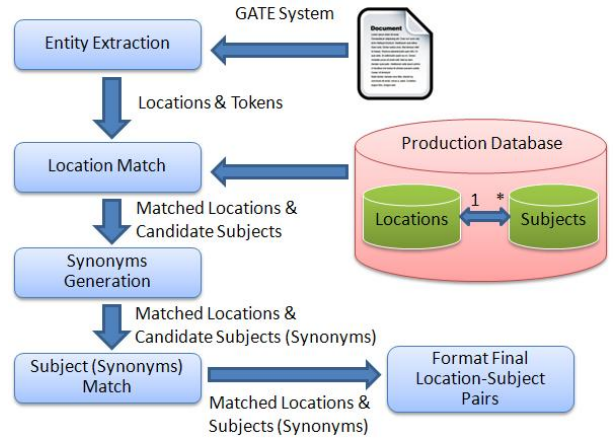 GATE System
Document
Entity Extraction
Locations & Tokens
Production Database
Location Match
1 *
Locations
Subjects
Matched Locations &
Candidate Subjects
Synonyms
Generation
Matched Locations &
Candidate Subjects (Synonyms)
Subject (Synonyms)
Match
Format Final
Location-Subject
Pairs
Matched Locations &
Subjects (Synonyms)